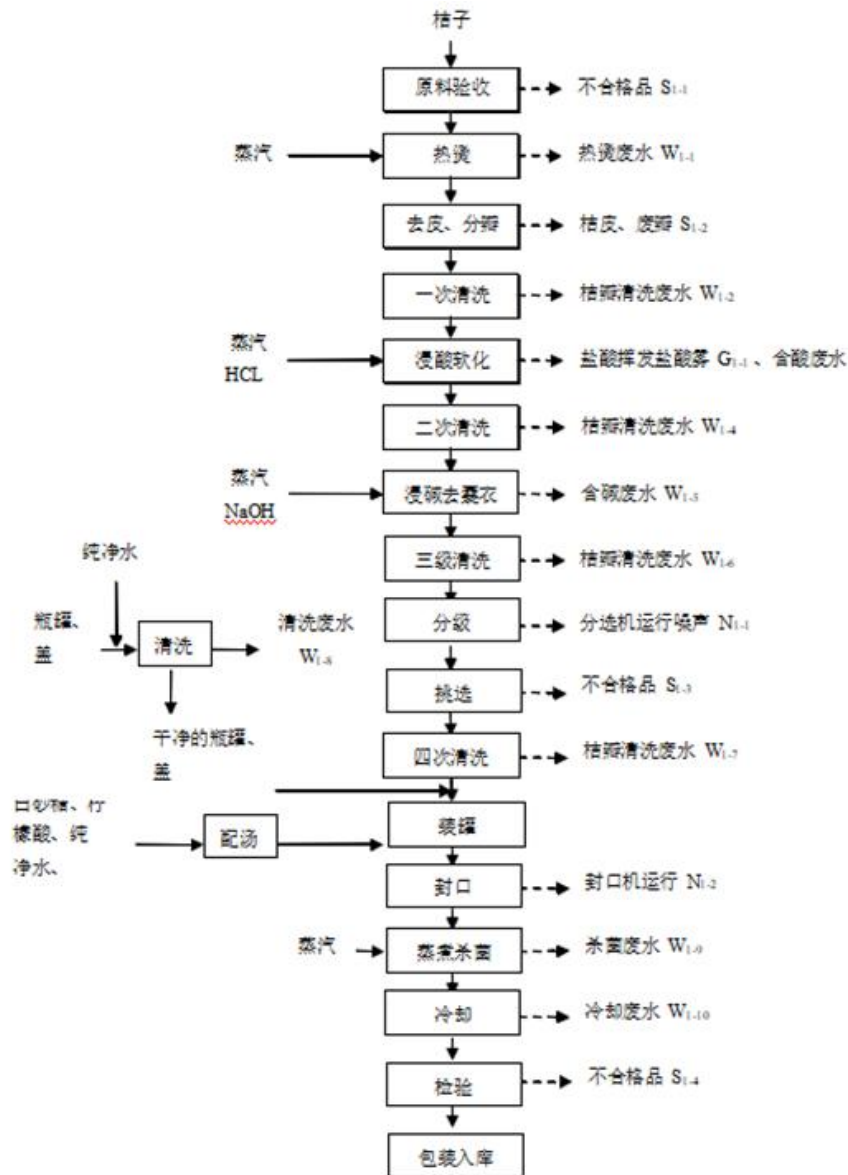 桔子
原料验收 不合格品 S1-1
蒸汽 热烫 热烫废水 W1-1
去皮、分瓣 桔皮、废瓣 S1-2
一次清洗 桔瓣清洗废水 W1-2
蒸汽
HCL
浸酸软化 盐酸挥发盐酸雾 G1-1 、含酸废水
二次清洗 桔瓣清洗废水 W1-4
蒸汽
NaOH
浸碱去囊衣 含碱废水 W1-5
三级清洗 桔瓣清洗废水 W1-6
纯净水
瓶罐、
盖
清洗
清洗废水
W1-8
干净的瓶罐、
盖
分级 分选机运行噪声 N1-1
挑选 不合格品 S1-3
四次清洗 桔瓣清洗废水 W1-7
白砂糖、柠
檬酸、纯
净水、
配汤
装罐
封口 封口机运行 N1-2
蒸汽 蒸煮杀菌 杀菌废水 W1-9
冷却 冷却废水 W1-10
检验 不合格品 S1-4
包装入库